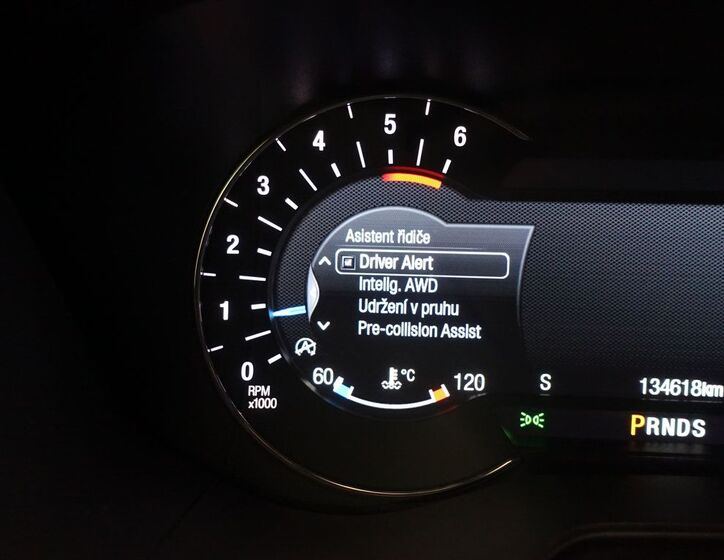 6
5
4
3
2
1
0
RPM
x1000
Asistent řidiče
Driver Alert
Intelig. AWD
Udržení v pruhu
Pre-collision Assist
60 °C 120
S 134618km
PRNDS